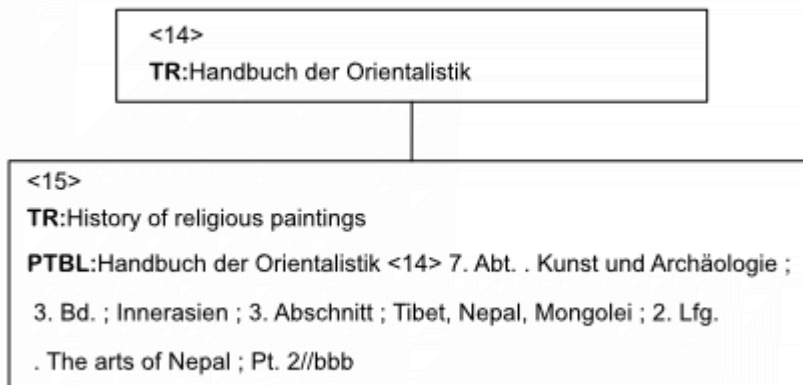 <14>
TR:Handbuch der Orientalistik
<15>
TR:History of religious paintings
PTBL:Handbuch der Orientalistik <14> 7. Abt. . Kunst und Archäologie ;
3. Bd. ; Innerasien ; 3. Abschnitt ; Tibet, Nepal, Mongolei ; 2. Lfg.
. The arts of Nepal ; Pt. 2//bbb